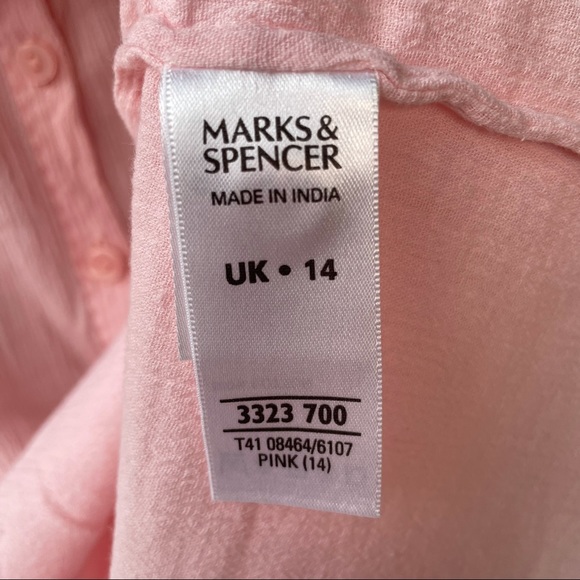 MARKS &
SPENCER
MADE IN INDIA
UK • 14
3323 700
T41 08464/6107
PINK (14)